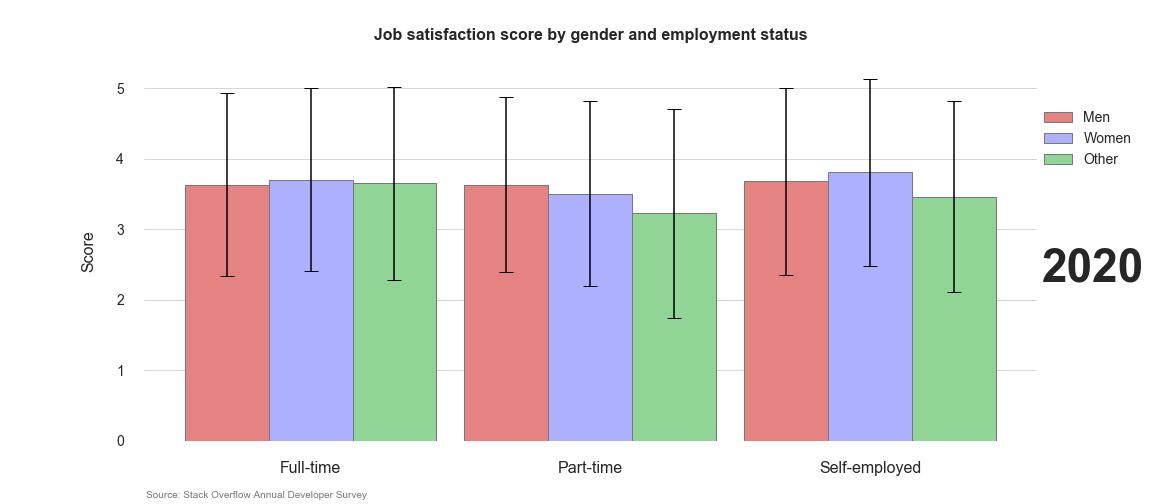 Job satisfaction score by gender and employment status
5
4
3
2
1
0
Score
Men
Women
Other
2020
Full-time
Part-time
Self-employed
Source: Stack Overflow Annual Developer Survey